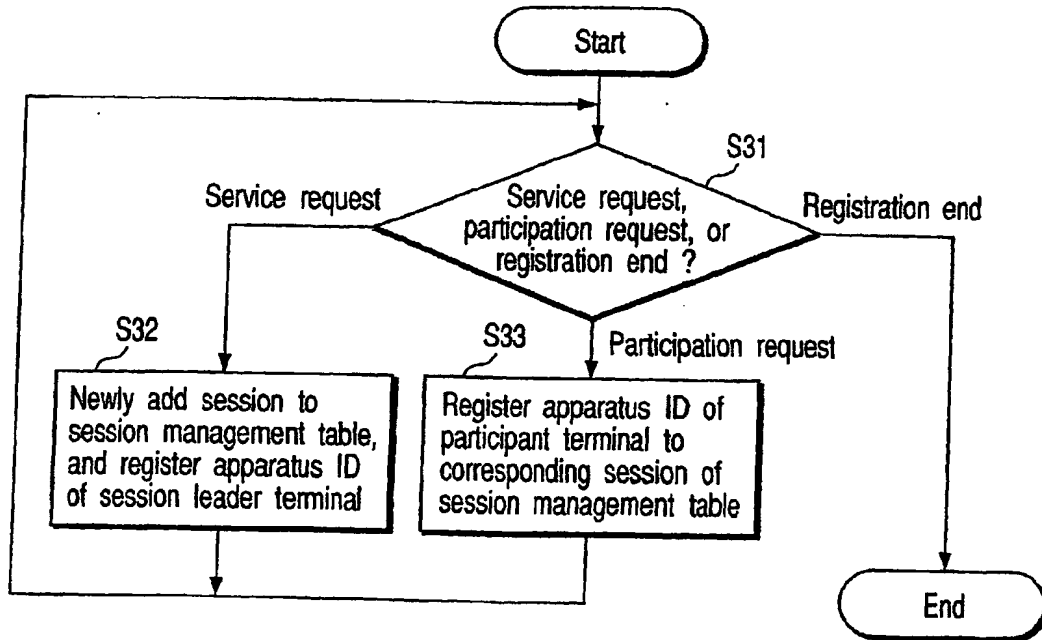 Start
S31
Service request
Service request,
participation request, or
registration end ?
Registration end
S32
S33
Participation request
Newly add session to
session management table,
and register apparatus ID
of session leader terminal
Register apparatus ID of
participant terminal to
corresponding session of
session management table
End